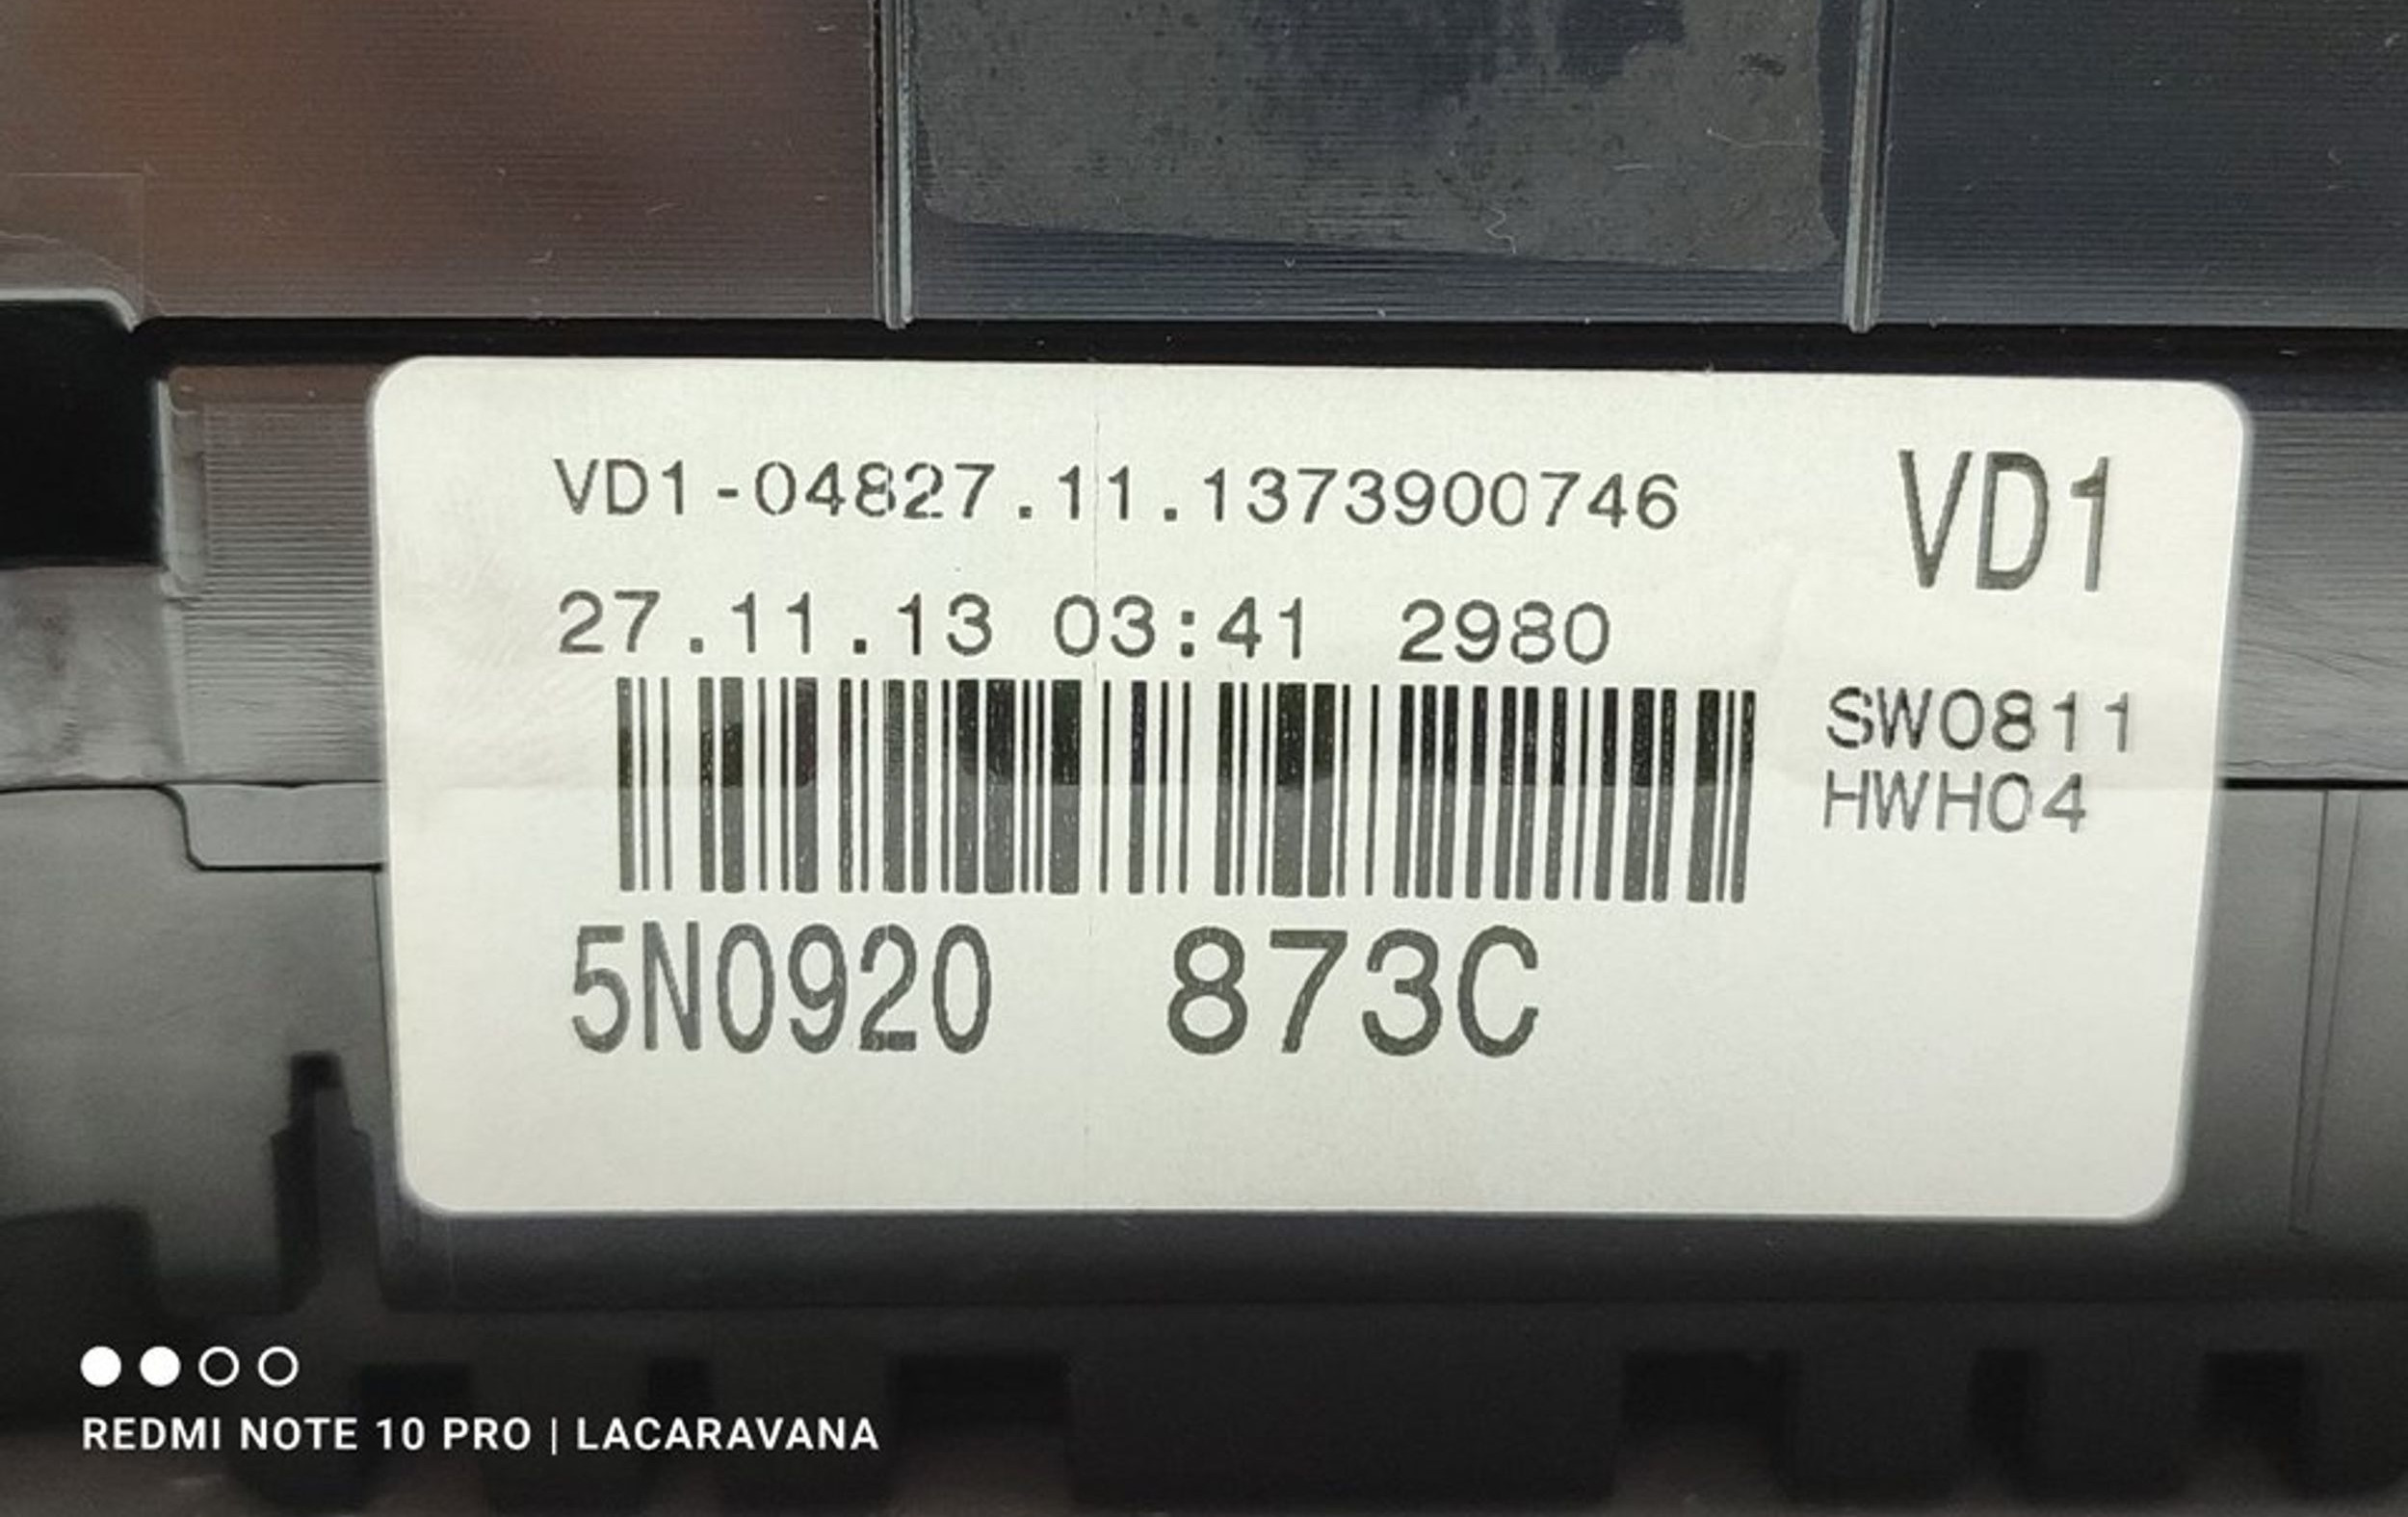 VD1-04827.11.1373900746
VD1
27.11.13 03:41 2980
SW0811
HWH04
5N0920 873C
REDMI NOTE 10 PRO | LACARAVANA